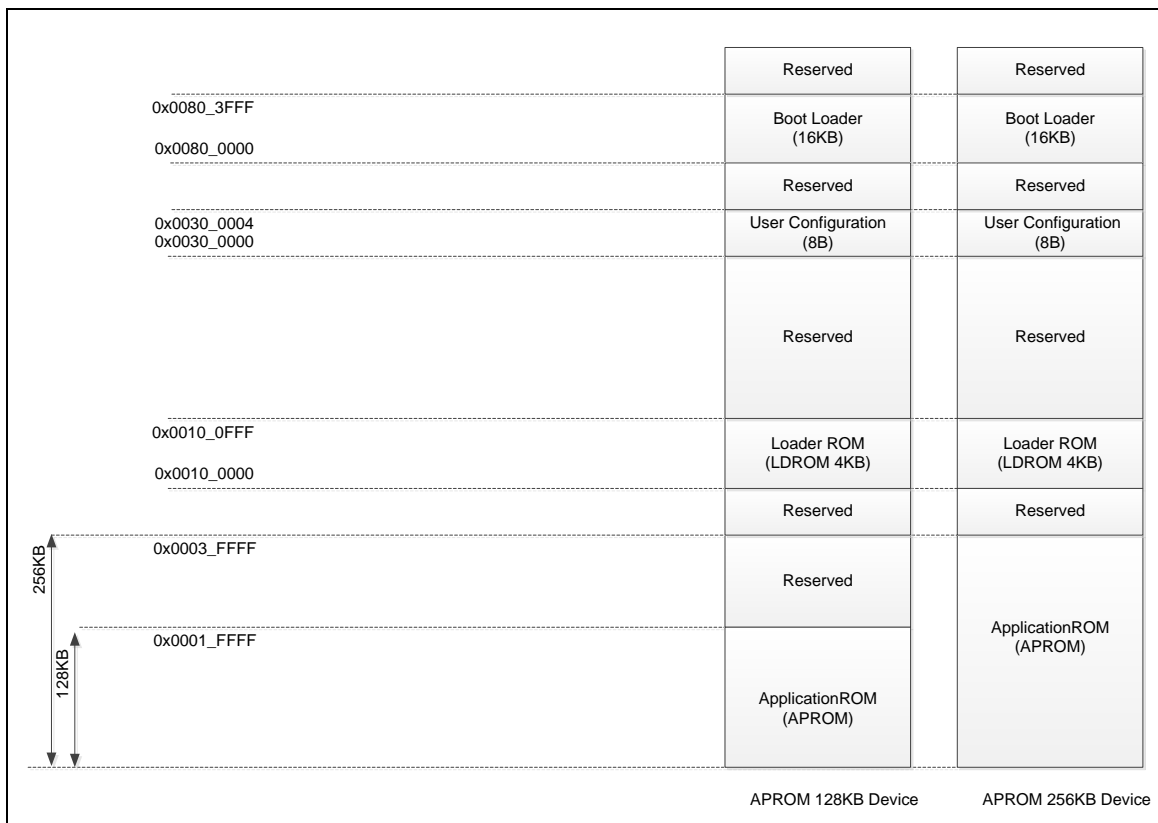 Reserved Reserved
0x0080_3FFF
Boot Loader Boot Loader
(16KB) (16KB)
0x0080_0000
Reserved Reserved
0x0030_0004 User Configuration User Configuration
0x0030_0000 (8B) (8B)
Reserved Reserved
0x0010_0FFF
Loader ROM Loader ROM
(LDROM 4KB) (LDROM 4KB)
0x0010_0000
Reserved Reserved
256KB
0x0003_FFFF
Reserved
128KB
0x0001_FFFF
ApplicationROM
(APROM)
ApplicationROM
(APROM)
APROM 128KB Device APROM 256KB Device